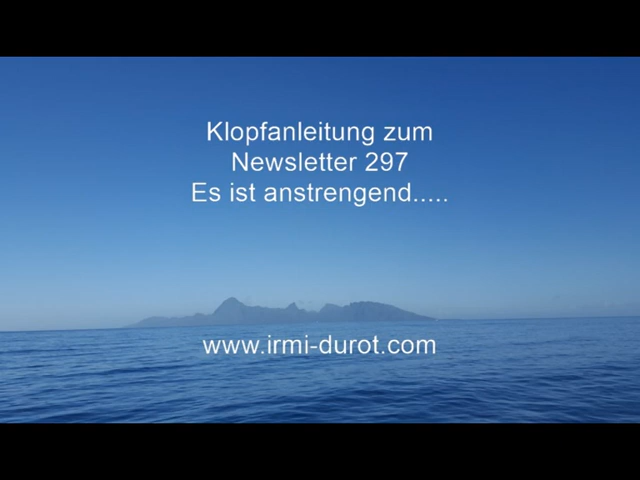 Klopfanleitung zum
Newsletter 297
Es ist anstrengend.....
www.irmi-durot.com